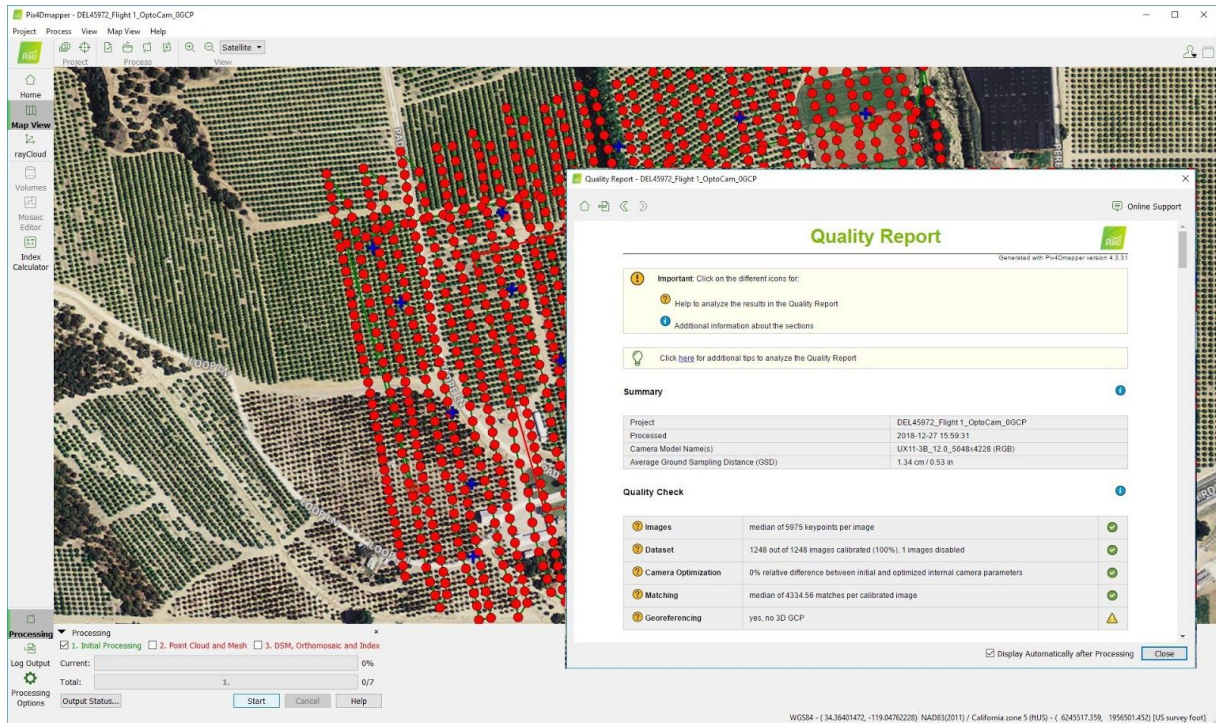 Pix4Dmapper - DEL45972_Flight 1_OptoCam_0GCP
Project Process View Map View Help
Satellite
Project Process View
Home
Map View
rayCloud
Volumes
Mosaic
Editor
Index
Calculator
LOOP LN
LOOP LN
LOOP
PAD
PAD
Quality Report - DEL45972_Flight 1_OptoCam_0GCP
Online Support
Quality Report
Generated with Pix4Dmapper version 4.3.31
Important: Click on the different icons for:
Help to analyze the results in the Quality Report
Additional information about the sections
Click here for additional tips to analyze the Quality Report
Summary
Project DEL45972_Flight 1_OptoCam_0GCP
Processed 2018-12-27 15:59:31
Camera Model Name(s) UX11-3B_12.0_5048x4228 (RGB)
Average Ground Sampling Distance (GSD) 1.34 cm / 0.53 in
Quality Check
Images median of 5975 keypoints per image
Dataset 1248 out of 1248 images calibrated (100%), 1 images disabled
Camera Optimization 0% relative difference between initial and optimized internal camera parameters
Matching median of 4334.56 matches per calibrated image
Georeferencing yes, no 3D GCP
Display Automatically after Processing Close
Processing
Log Output
Processing
Options
Processing
1. Initial Processing 2. Point Cloud and Mesh 3. DSM, Orthomosaic and Index
Current: 0%
Total: 1. 0/7
Output Status... Start Cancel Help
WGS84 - ( 34.36401472, -119.04762228) NAD83(2011) / California zone 5 (ftUS) - ( 6245517.359, 1956501.452) [US survey foot]